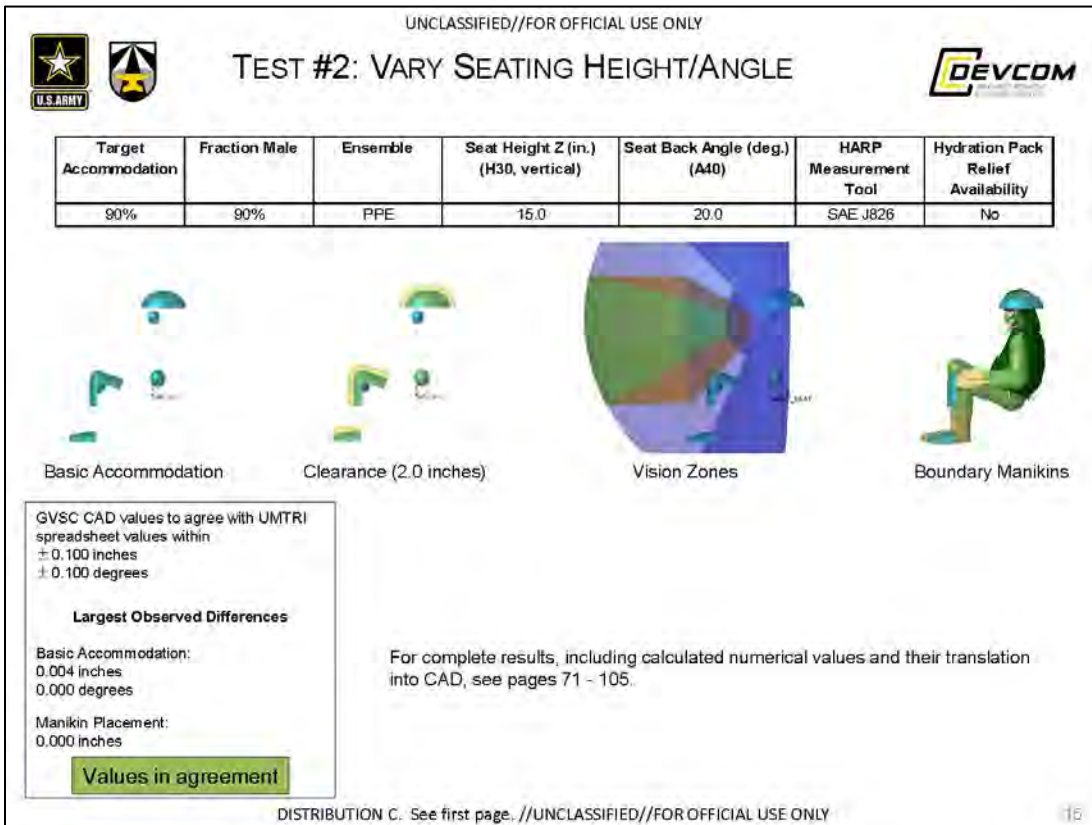 UNCLASSIFIED//FOR OFFICIAL USE ONLY
TEST #2: VARY SEATING HEIGHT/ANGLE
U.S.ARMY
DEVCOM
Target Accommodation
Fraction Male
Ensemble
Seat Height Z (in.) (H30, vertical)
Seat Back Angle (deg.) (A40)
HARP Measurement Tool
Hydration Pack Relief Availability
90%
90%
PPE
15.0
20.0
SAE J826
No
Basic Accommodation
Clearance (2.0 inches)
Vision Zones
Boundary Manikins
GVSC CAD values to agree with UMTRI
spreadsheet values within
±0.100 inches
±0.100 degrees
Largest Observed Differences
Basic Accommodation:
0.004 inches
0.000 degrees
Manikin Placement:
0.000 inches
Values in agreement
For complete results, including calculated numerical values and their translation
into CAD, see pages 71 - 105.
DISTRIBUTION C. See first page. //UNCLASSIFIED//FOR OFFICIAL USE ONLY